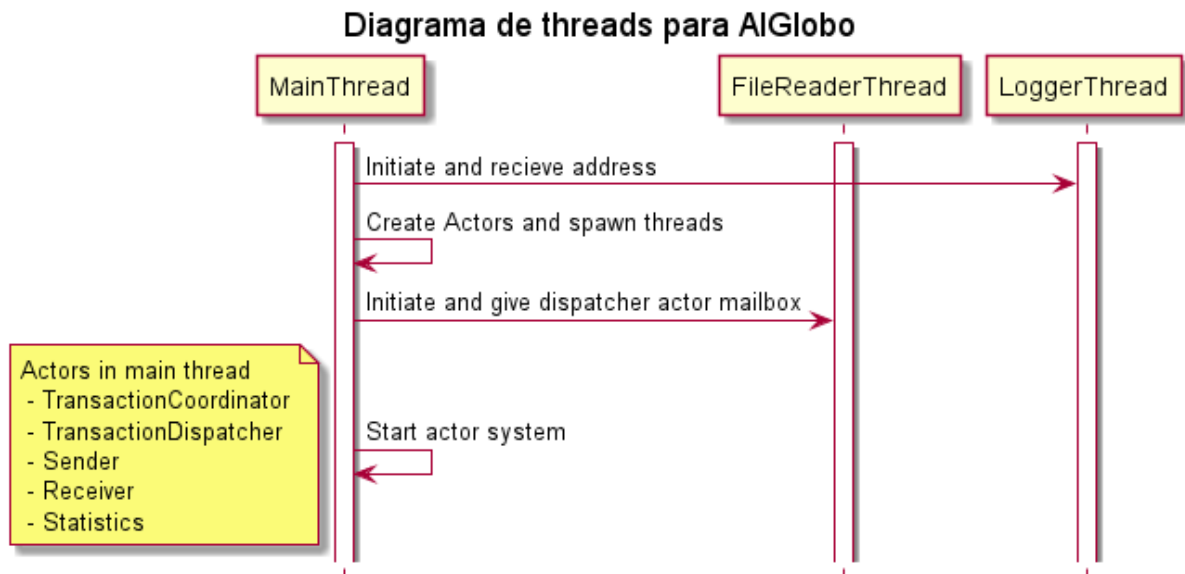 Diagrama de threads para AlGlobo
MainThread
FileReaderThread
LoggerThread
Initiate and recieve address
Create Actors and spawn threads
Initiate and give dispatcher actor mailbox
Actors in main thread
- TransactionCoordinator
- TransactionDispatcher
- Sender
- Receiver
- Statistics
Start actor system